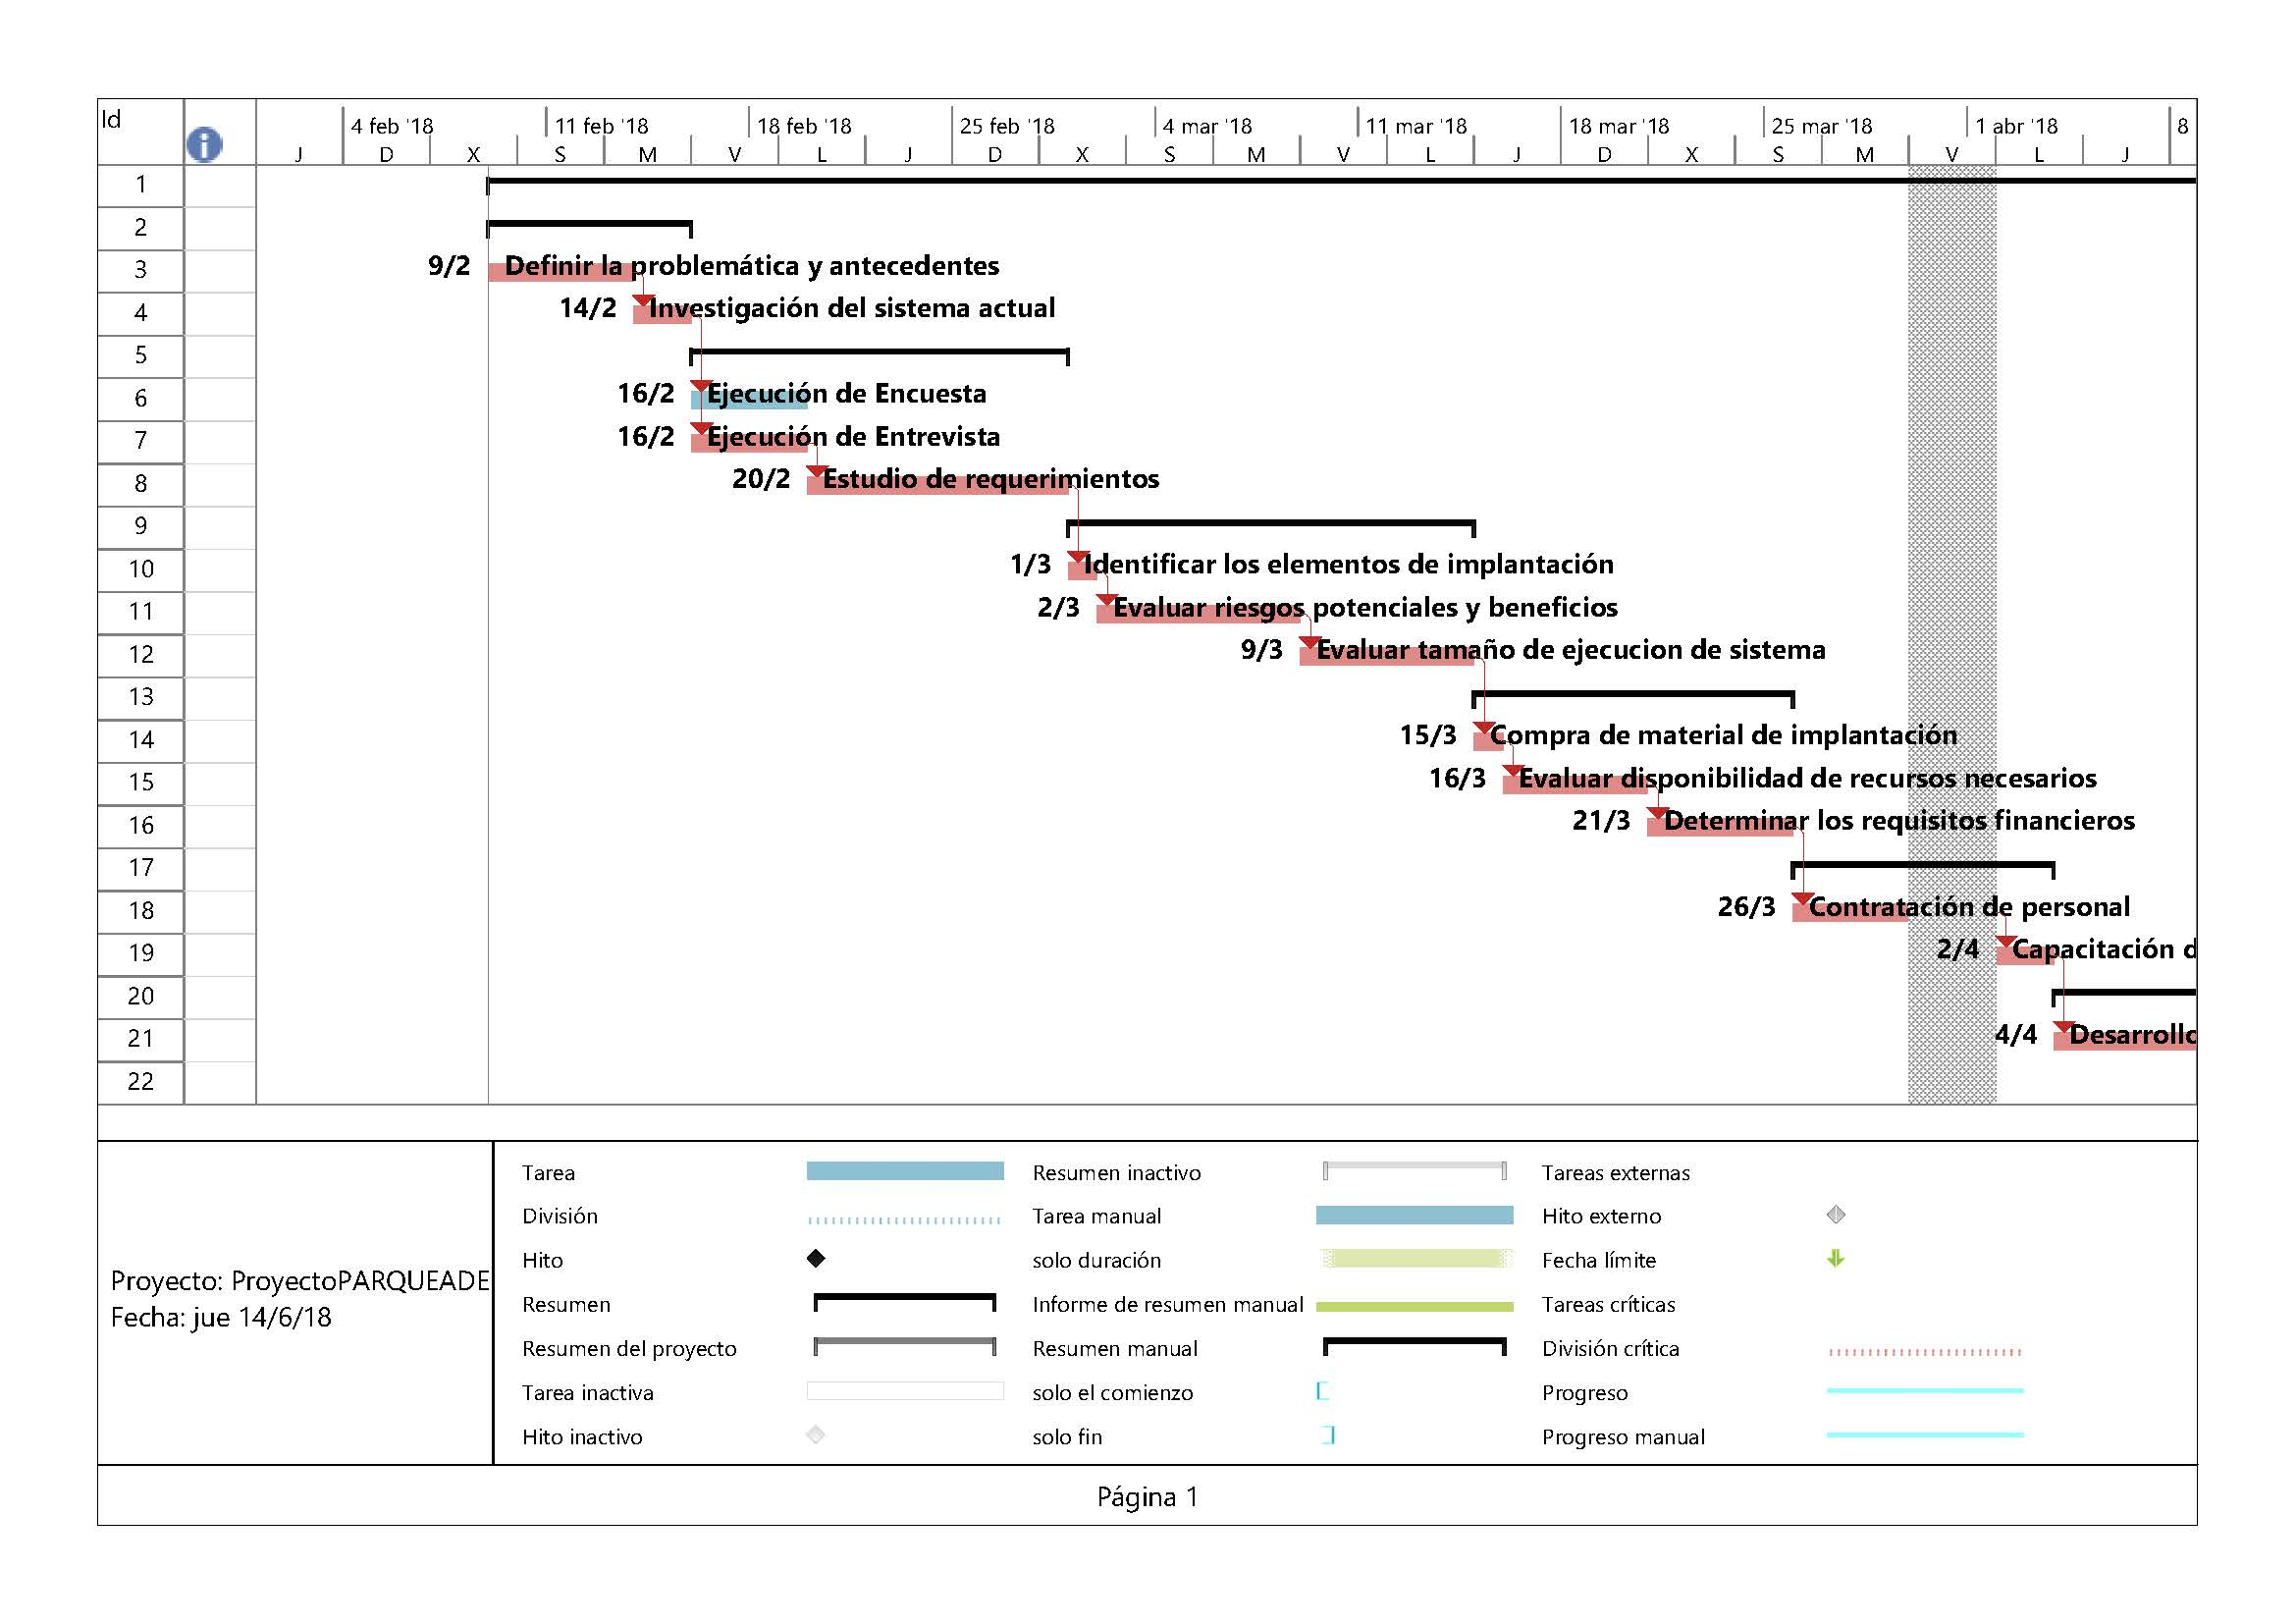 Id
4 feb '18 11 feb '18 18 feb '18 25 feb '18 4 mar '18 11 mar '18 18 mar '18 25 mar '18 1 abr '18 8
J D X S M V L J D X S M V L J D X S M V L J
1
2
3 9/2 Definir la problemática y antecedentes
4 14/2 Investigación del sistema actual
5
6 16/2 Ejecución de Encuesta
7 16/2 Ejecución de Entrevista
8 20/2 Estudio de requerimientos
9
10 1/3 Identificar los elementos de implantación
11 2/3 Evaluar riesgos potenciales y beneficios
12 9/3 Evaluar tamaño de ejecucion de sistema
13
14 15/3 Compra de material de implantación
15 16/3 Evaluar disponibilidad de recursos necesarios
16 21/3 Determinar los requisitos financieros
17
18 26/3 Contratación de personal
19 2/4 Capacitación d
20
21 4/4 Desarrollo
22
Proyecto: ProyectoPARQUEADE
Fecha: jue 14/6/18
Tarea
División
Hito
Resumen
Resumen del proyecto
Tarea inactiva
Hito inactivo
Resumen inactivo
Tarea manual
solo duración
Informe de resumen manual
Resumen manual
solo el comienzo
solo fin
Tareas externas
Hito externo
Fecha límite
Tareas críticas
División crítica
Progreso
Progreso manual
Página 1